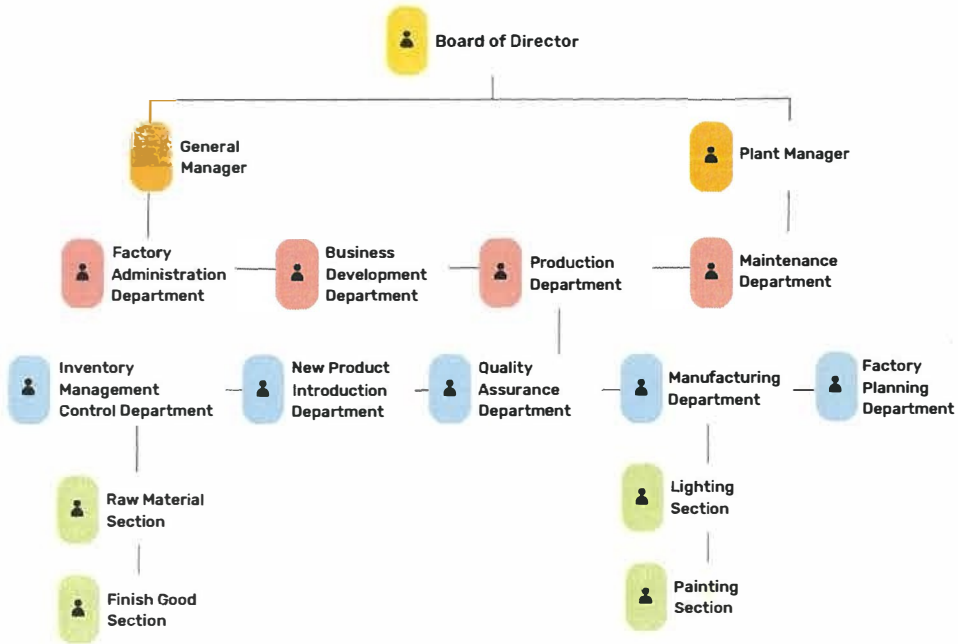 Board of Director
General
Manager
Plant Manager
Factory
Administration
Department
Business
Development
Department
Production
Department
Maintenance
Department
Inventory
Management
Control Department
New Product
Introduction
Department
Quality
Assurance
Department
Manufacturing
Department
Factory
Planning
Department
Raw Material
Section
Lighting
Section
Finish Good
Section
Painting
Section